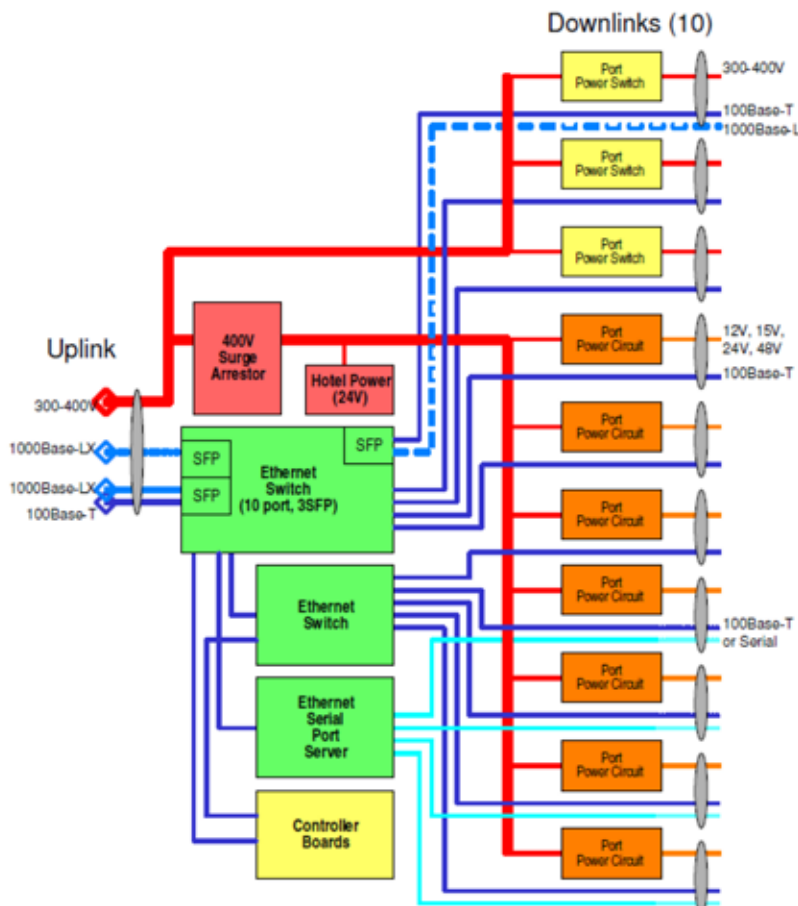 Downlinks (10)
Port
Power Switch
300-400V
100Base-T
1000Base-L
Port
Power Switch
Port
Power Switch
Uplink
400V
Surge
Arrestor
Hotel Power
(24V)
Port
Power Circuit
12V, 15V,
24V, 48V
100Base-T
300-400V
1000Base-LX
1000Base-LX
100Base-T
SFP
SFP
SFP
Ethernet
Switch
(10 port, 3SFP)
Port
Power Circuit
Port
Power Circuit
Ethernet
Switch
Port
Power Circuit
100Base-T
or Serial
Ethernet
Serial
Port
Server
Port
Power Circuit
Port
Power Circuit
Controller
Boards
Port
Power Circuit